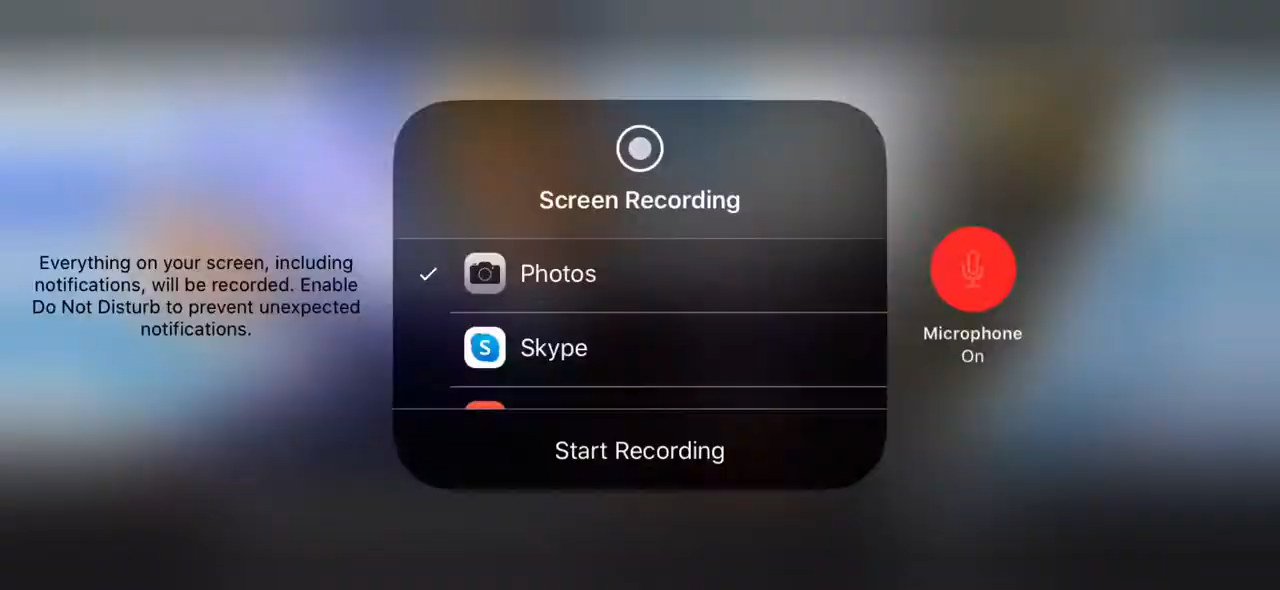 Screen Recording
Everything on your screen, including
notifications, will be recorded. Enable
Do Not Disturb to prevent unexpected
notifications.
Photos
S
Skype
Start Recording
Microphone
On